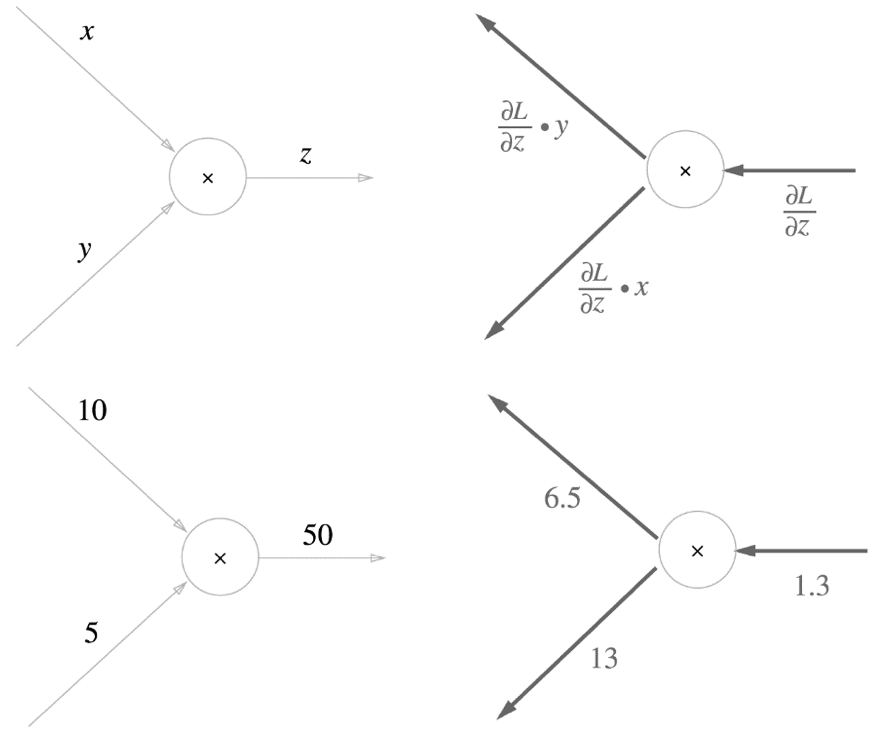 x
×
z
y
∂L/∂z • y
×
∂L/∂z
∂L/∂z • x
10
×
50
5
6.5
×
1.3
13